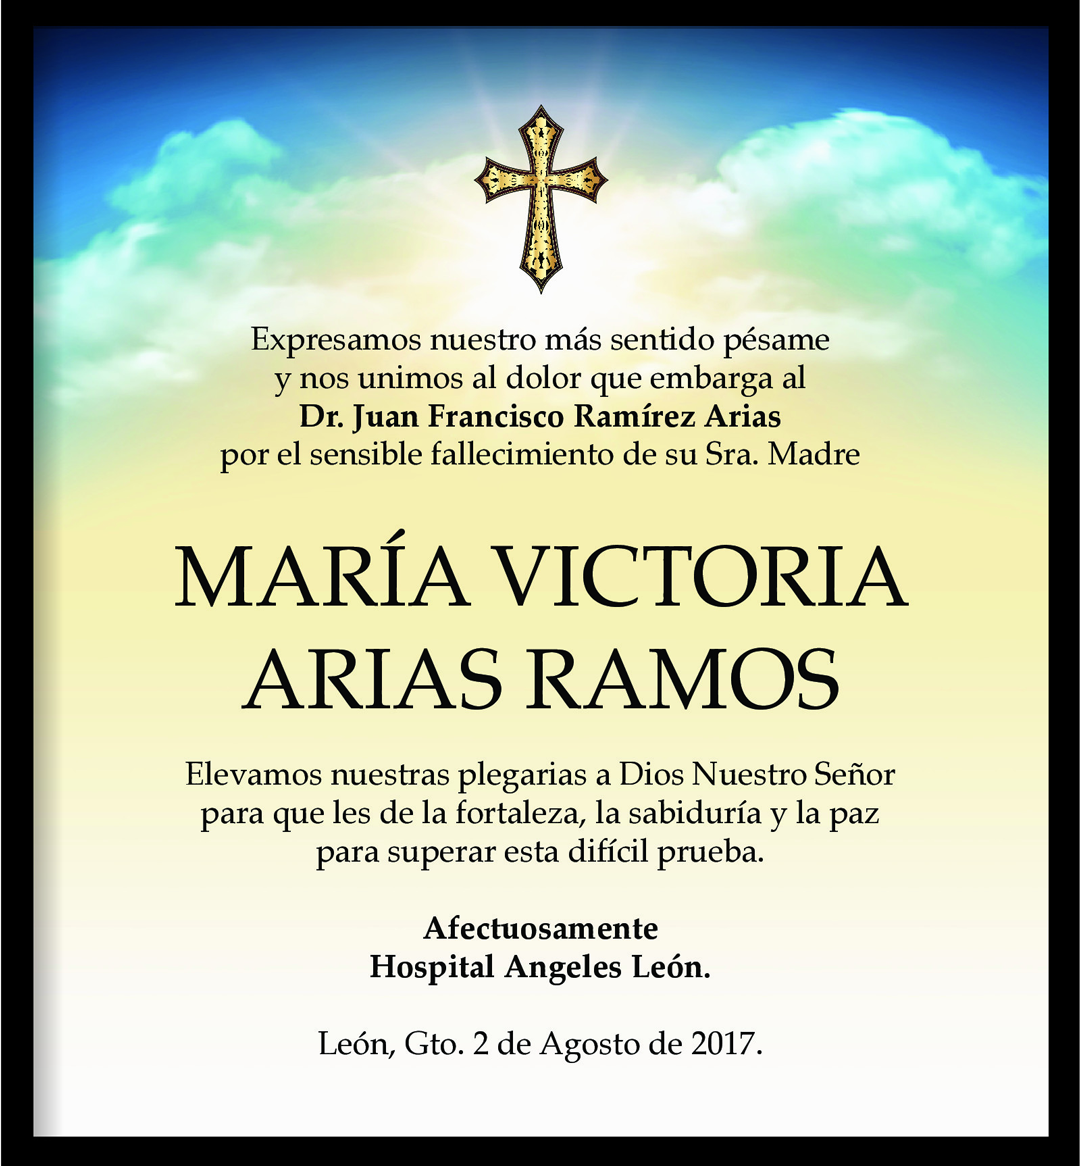 Expresamos nuestro más sentido pésame
y nos unimos al dolor que embarga al
Dr. Juan Francisco Ramírez Arias
por el sensible fallecimiento de su Sra. Madre
MARÍA VICTORIA
ARIAS RAMOS
Elevamos nuestras plegarias a Dios Nuestro Señor
para que les de la fortaleza, la sabiduría y la paz
para superar esta difícil prueba.
Afectuosamente
Hospital Angeles León.
León, Gto. 2 de Agosto de 2017.